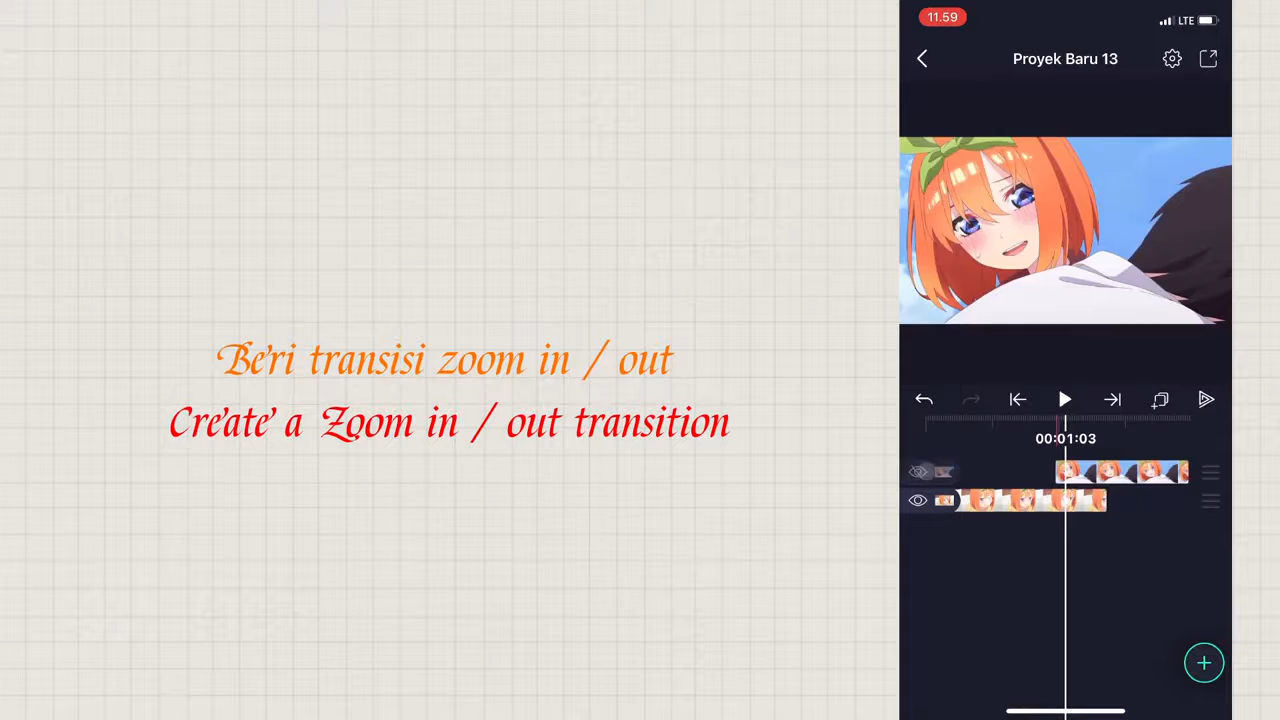 11.59
LTE
Proyek Baru 13
Beri transisi zoom in / out
Create a Zoom in / out transition
00:01:03